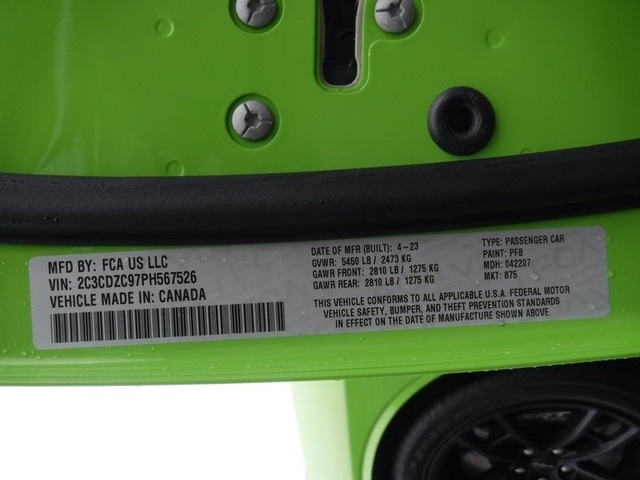 MFD BY: FCA US LLC
VIN: 2C3CDZC97PH567526
VEHICLE MADE IN: CANADA
DATE OF MFR (BUILT): 4-23
GVWR: 5450 LB / 2473 KG
GAWR FRONT: 2810 LB / 1275 KG
GAWR REAR: 2810 LB / 1275 KG
TYPE: PASSENGER CAR
PAINT: PFB
MDH: 042207
MKT: 875
THIS VEHICLE CONFORMS TO ALL APPLICABLE U.S.A. FEDERAL MOTOR
VEHICLE SAFETY, BUMPER, AND THEFT PREVENTION STANDARDS
IN EFFECT ON THE DATE OF MANUFACTURE SHOWN ABOVE.